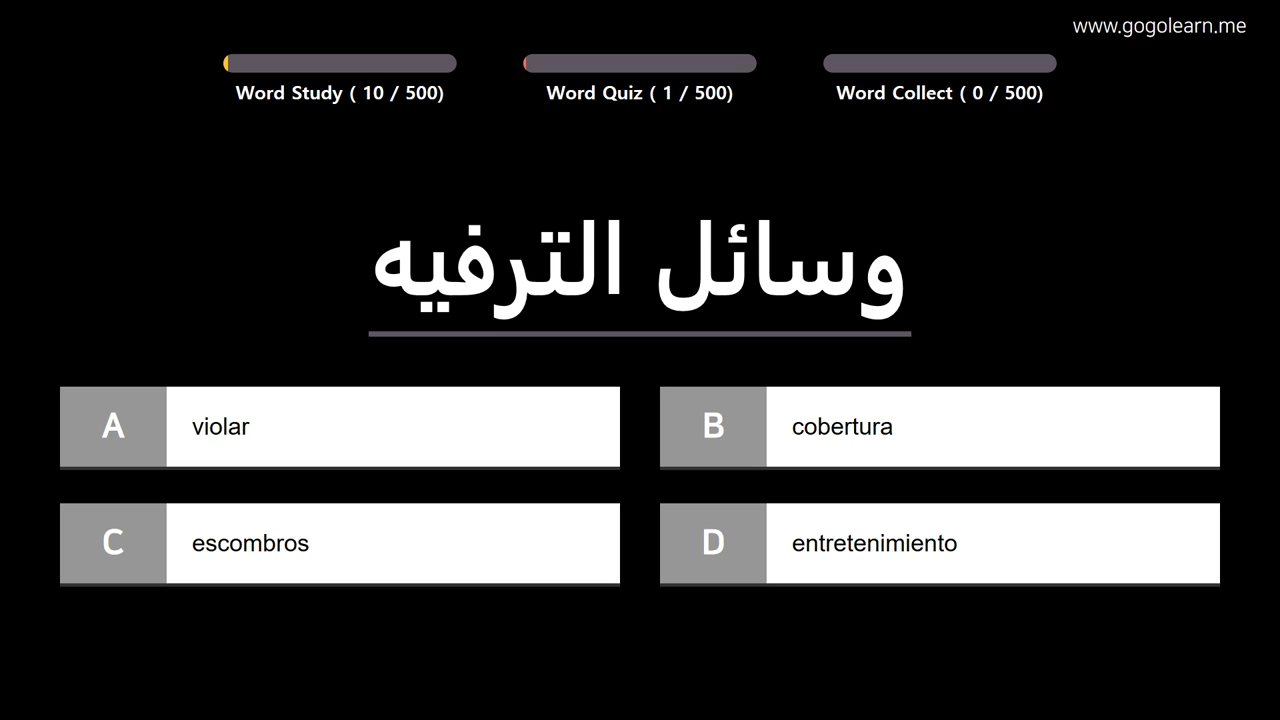 www.gogolearn.me
Word Study ( 10 / 500)
Word Quiz ( 1 / 500)
Word Collect ( 0 / 500)
وسائل الترفيه
A violar
B cobertura
C escombros
D entretenimiento